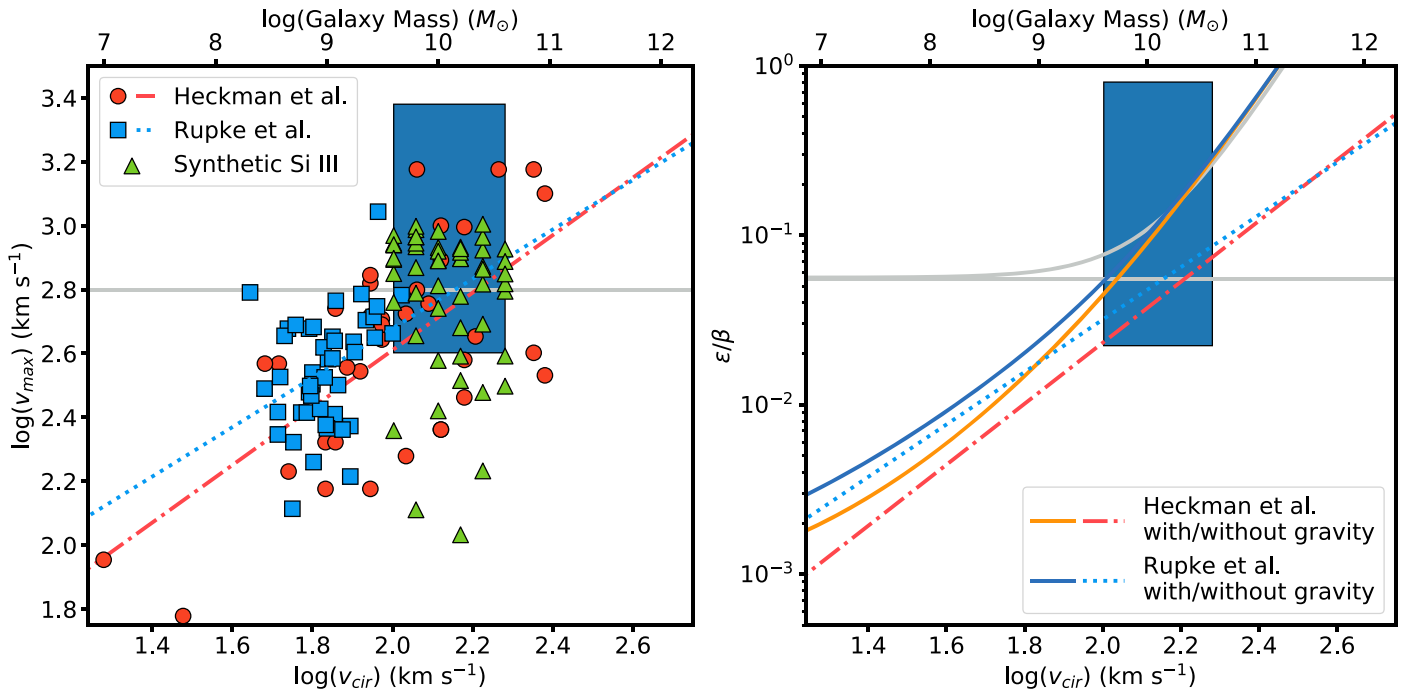 log(Galaxy Mass) (M⊙)
7 8 9 10 11 12
3.4
3.2
3.0
2.8
2.6
2.4
2.2
2.0
1.8
log(v_max) (km s⁻¹)
Heckman et al.
Rupke et al.
Synthetic Si III
1.4 1.6 1.8 2.0 2.2 2.4 2.6
log(v_cir) (km s⁻¹)
log(Galaxy Mass) (M⊙)
7 8 9 10 11 12
10⁰
10⁻¹
10⁻²
10⁻³
ε/β
Heckman et al.
with/without gravity
Rupke et al.
with/without gravity
1.4 1.6 1.8 2.0 2.2 2.4 2.6
log(v_cir) (km s⁻¹)